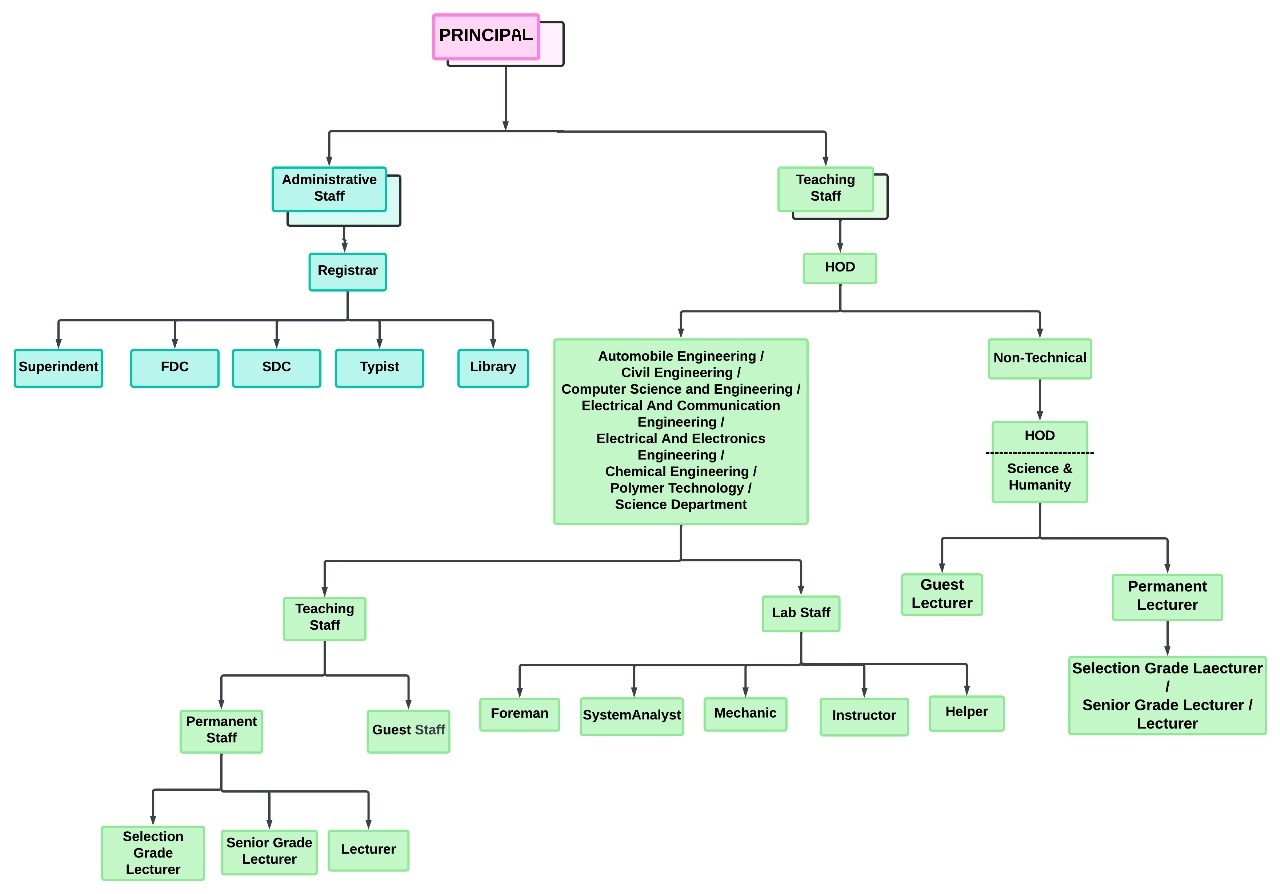 PRINCIPAL
Administrative
Staff
Teaching
Staff
Registrar
HOD
Superindent
FDC
SDC
Typist
Library
Automobile Engineering /
Civil Engineering /
Computer Science and Engineering /
Electrical And Communication
Engineering /
Electrical And Electronics
Engineering /
Chemical Engineering /
Polymer Technology /
Science Department
Non-Technical
HOD
Science &
Humanity
Guest
Lecturer
Permanent
Lecturer
Selection Grade Laecturer
/
Senior Grade Lecturer /
Lecturer
Teaching
Staff
Lab Staff
Foreman
SystemAnalyst
Mechanic
Instructor
Helper
Permanent
Staff
Guest Staff
Selection
Grade
Lecturer
Senior Grade
Lecturer
Lecturer